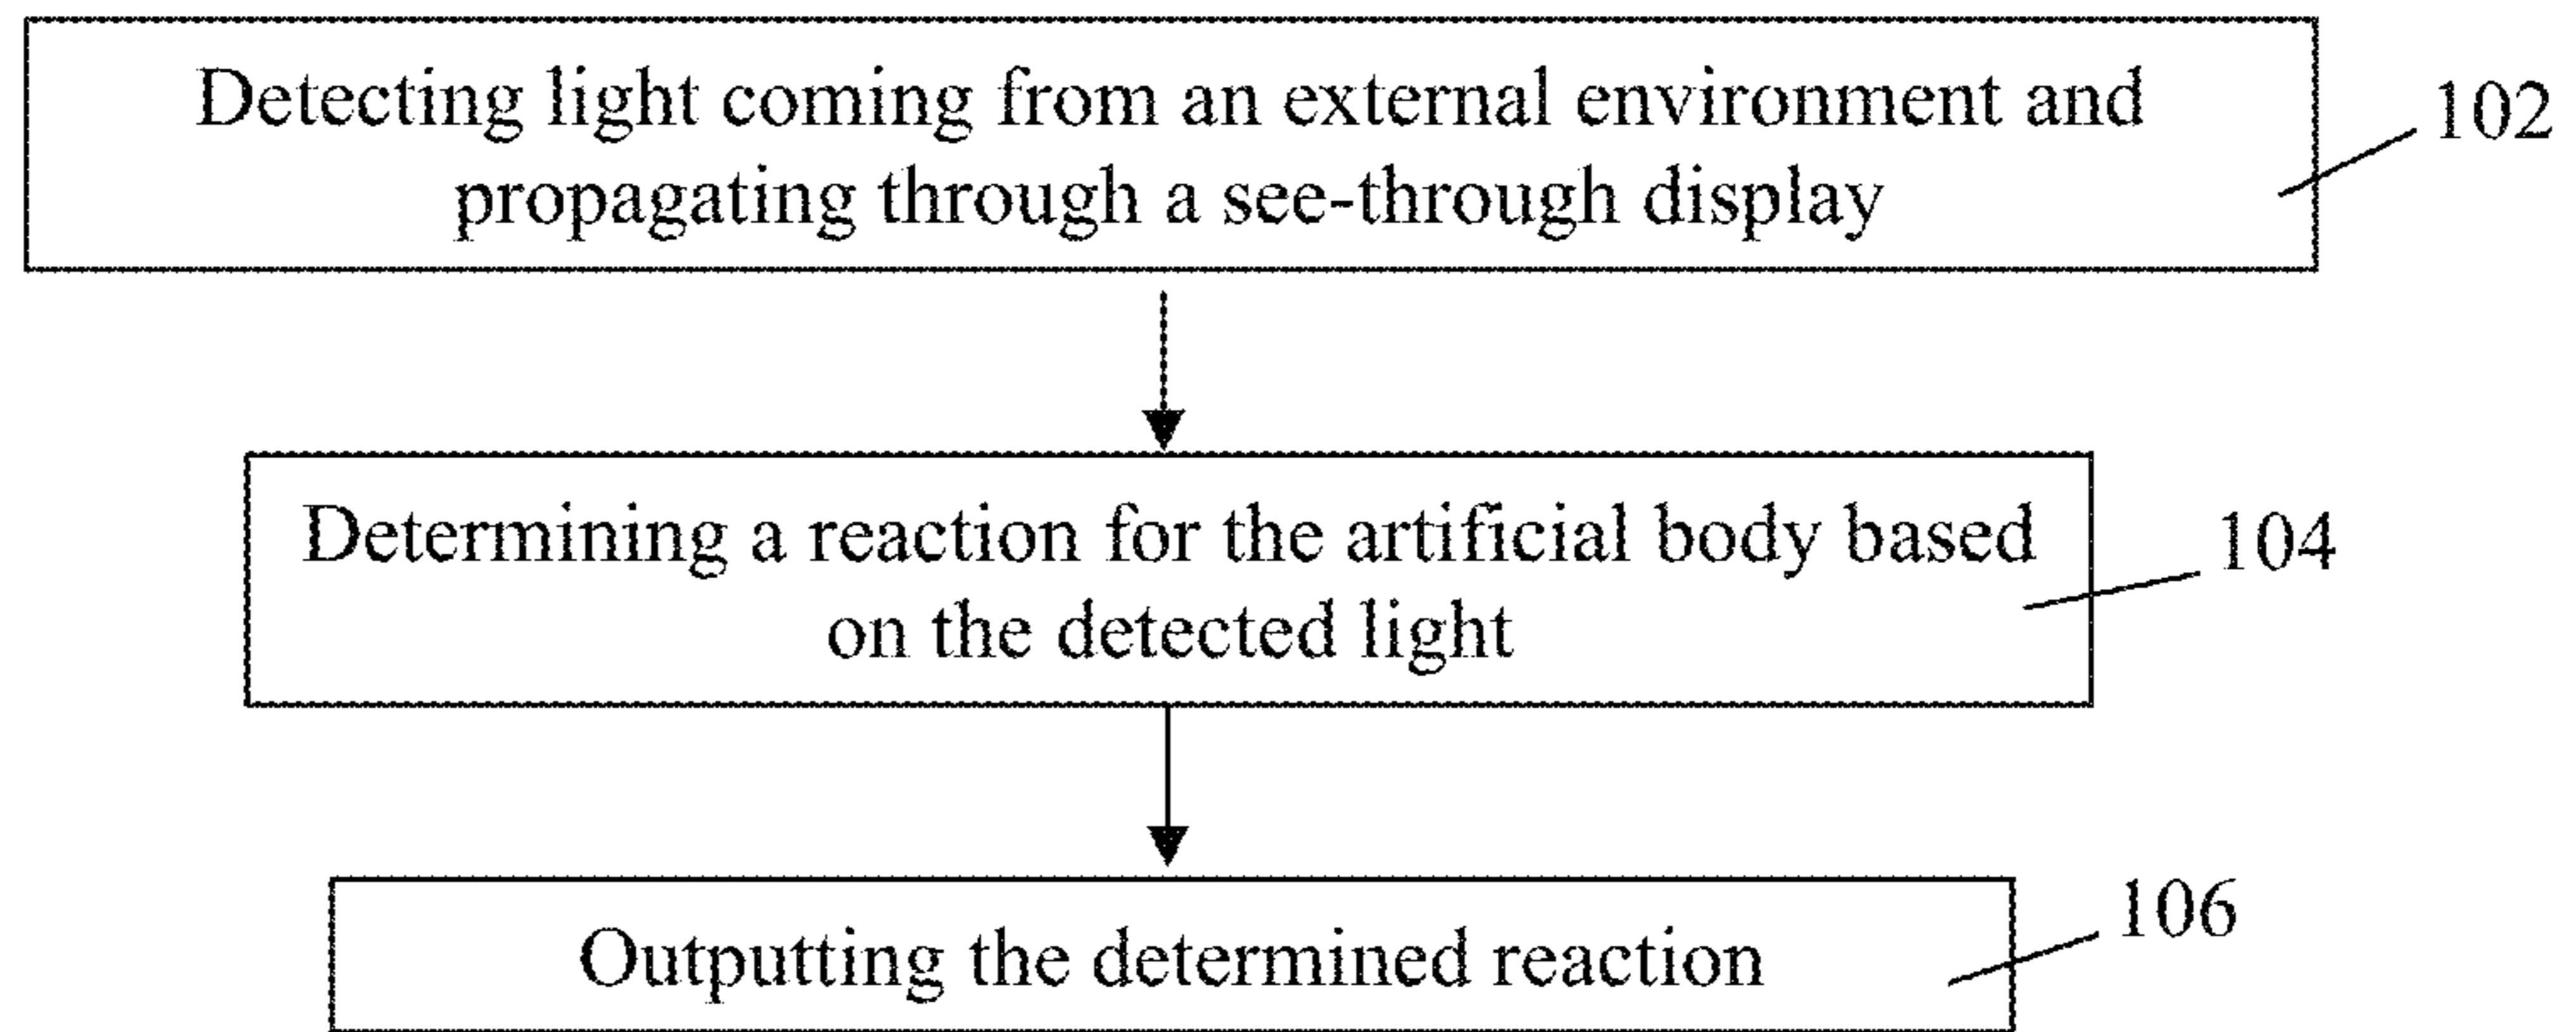 Detecting light coming from an external environment and
propagating through a see-through display
102
Determining a reaction for the artificial body based
on the detected light
104
Outputting the determined reaction
106